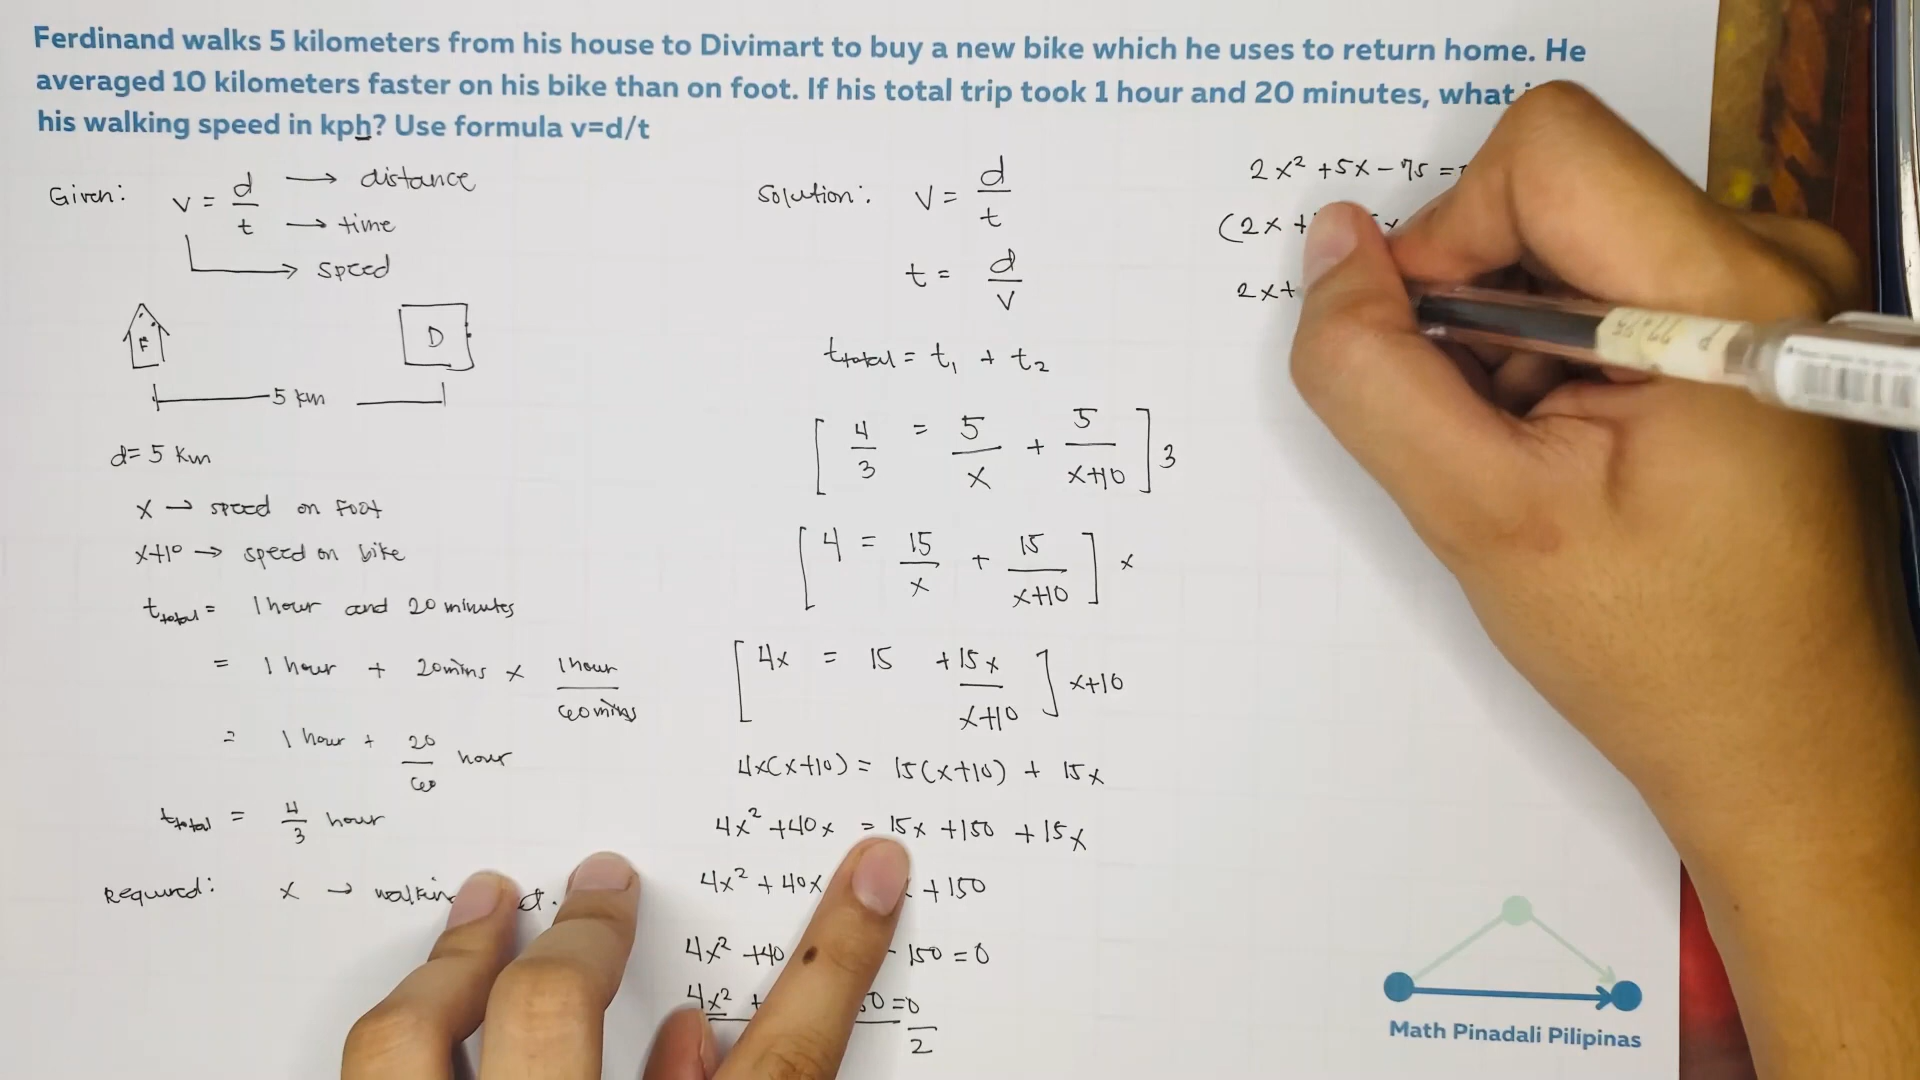 Ferdinand walks 5 kilometers from his house to Divimart to buy a new bike which he uses to return home. He
averaged 10 kilometers faster on his bike than on foot. If his total trip took 1 hour and 20 minutes, what
his walking speed in kph? Use formula v=d/t
Given: v = d/t → distance
→ time
→ speed
F
D
5 km
d= 5 km
x → speed on foot
x+10 → speed on bike
t total = 1 hour and 20 minutes
= 1 hour + 20mins x 1 hour/60mins
= 1 hour + 20/60 hour
t total = 4/3 hour
Required: x → walking d.
Solution: v = d/t
t = d/v
t total = t1 + t2
[ 4/3 = 5/x + 5/x+10 ] 3
[ 4 = 15/x + 15/x+10 ] x
[ 4x = 15 + 15x/x+10 ] x+10
4x(x+10) = 15(x+10) + 15x
4x² +40x = 15x +150 + 15x
4x² + 40x + 150
4x² +40 - 150 = 0
4x² + 50 =0
2
2x² +5x - 75 =
(2x +
2x+
Math Pinadali Pilipinas